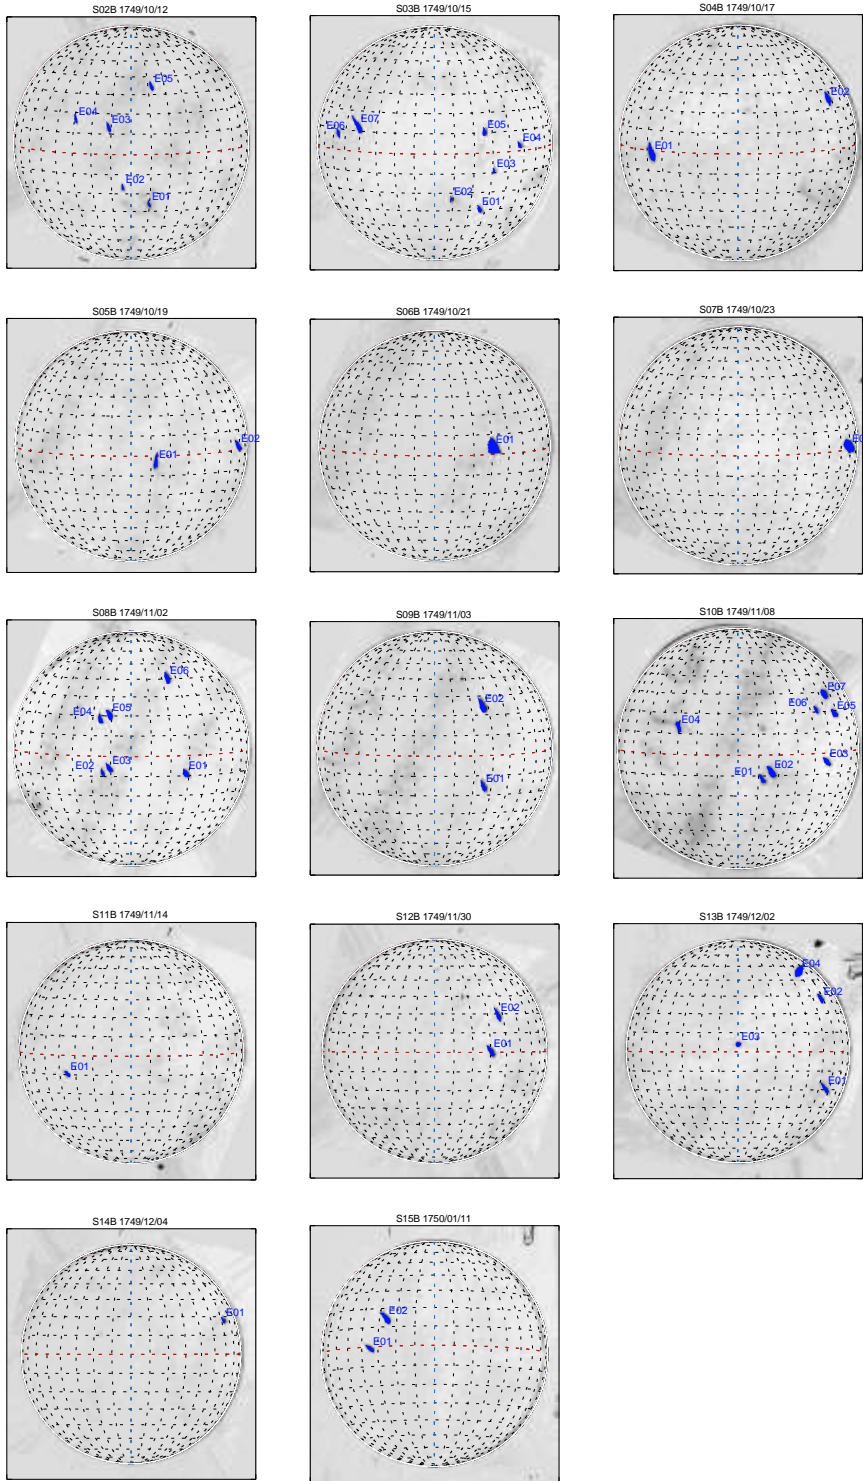 S02B 1749/10/12
E05
E04
E03
E02
E01
S03B 1749/10/15
E07
E06
E05
E04
E03
E02
E01
S04B 1749/10/17
E02
E01
S05B 1749/10/19
E01
E02
S06B 1749/10/21
E01
S07B 1749/10/23
S08B 1749/11/02
E06
E04
E05
E02
E03
E01
S09B 1749/11/03
E02
E01
S10B 1749/11/08
E07
E06
E05
E04
E03
E01
E02
S11B 1749/11/14
E01
S12B 1749/11/30
E02
E01
S13B 1749/12/02
E04
E02
E03
E01
S14B 1749/12/04
E01
S15B 1750/01/11
E02
E01